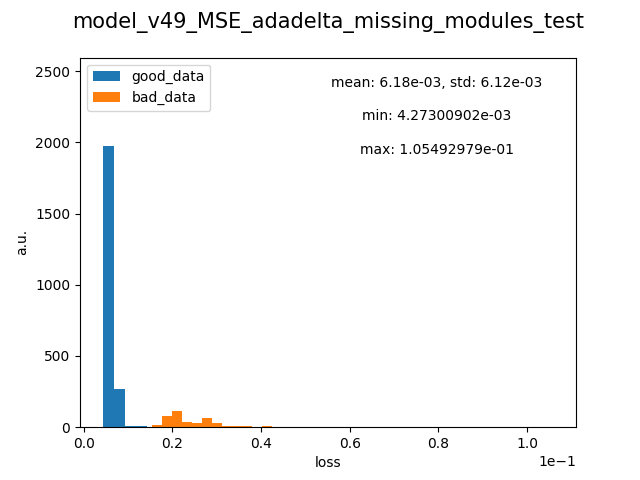 model_v49_MSE_adadelta_missing_modules_test
good_data
bad_data
mean: 6.18e-03, std: 6.12e-03
min: 4.27300902e-03
max: 1.05492979e-01
2500
2000
1500
1000
500
0
a.u.
0.0 0.2 0.4 0.6 0.8 1.0
loss
1e−1